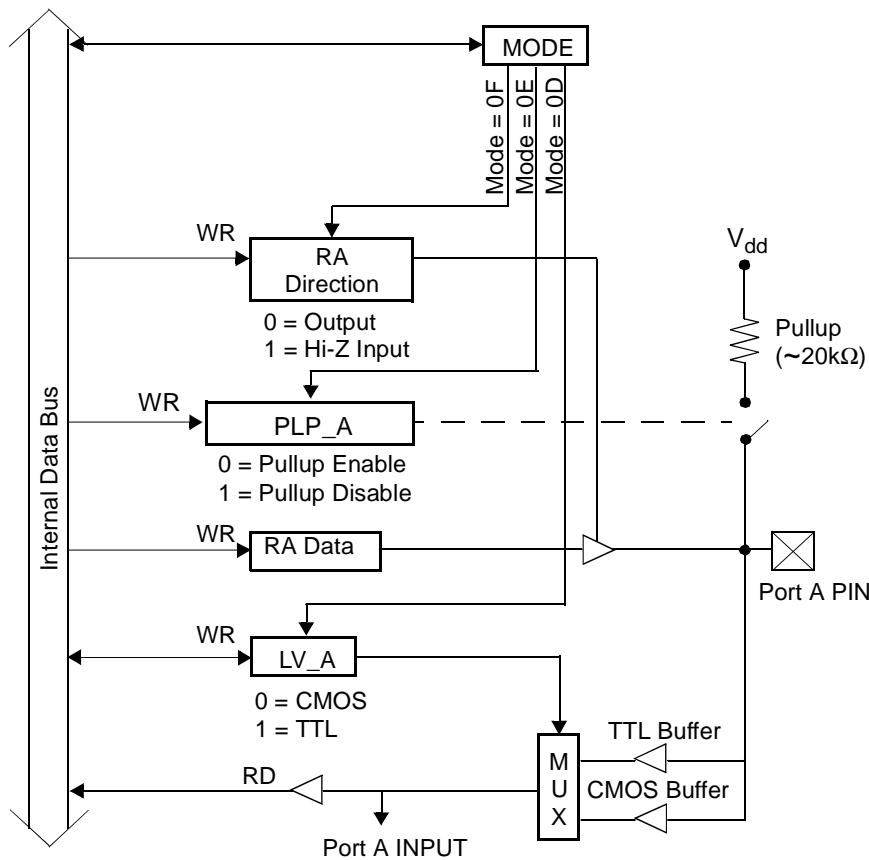 MODE
Mode = 0F
Mode = 0E
Mode = 0D
WR
RA
Direction
0 = Output
1 = Hi-Z Input
Vdd
Pullup
(~20kΩ)
WR
PLP_A
0 = Pullup Enable
1 = Pullup Disable
Internal Data Bus
WR
RA Data
Port A PIN
WR
LV_A
0 = CMOS
1 = TTL
TTL Buffer
M
U
X
CMOS Buffer
RD
Port A INPUT